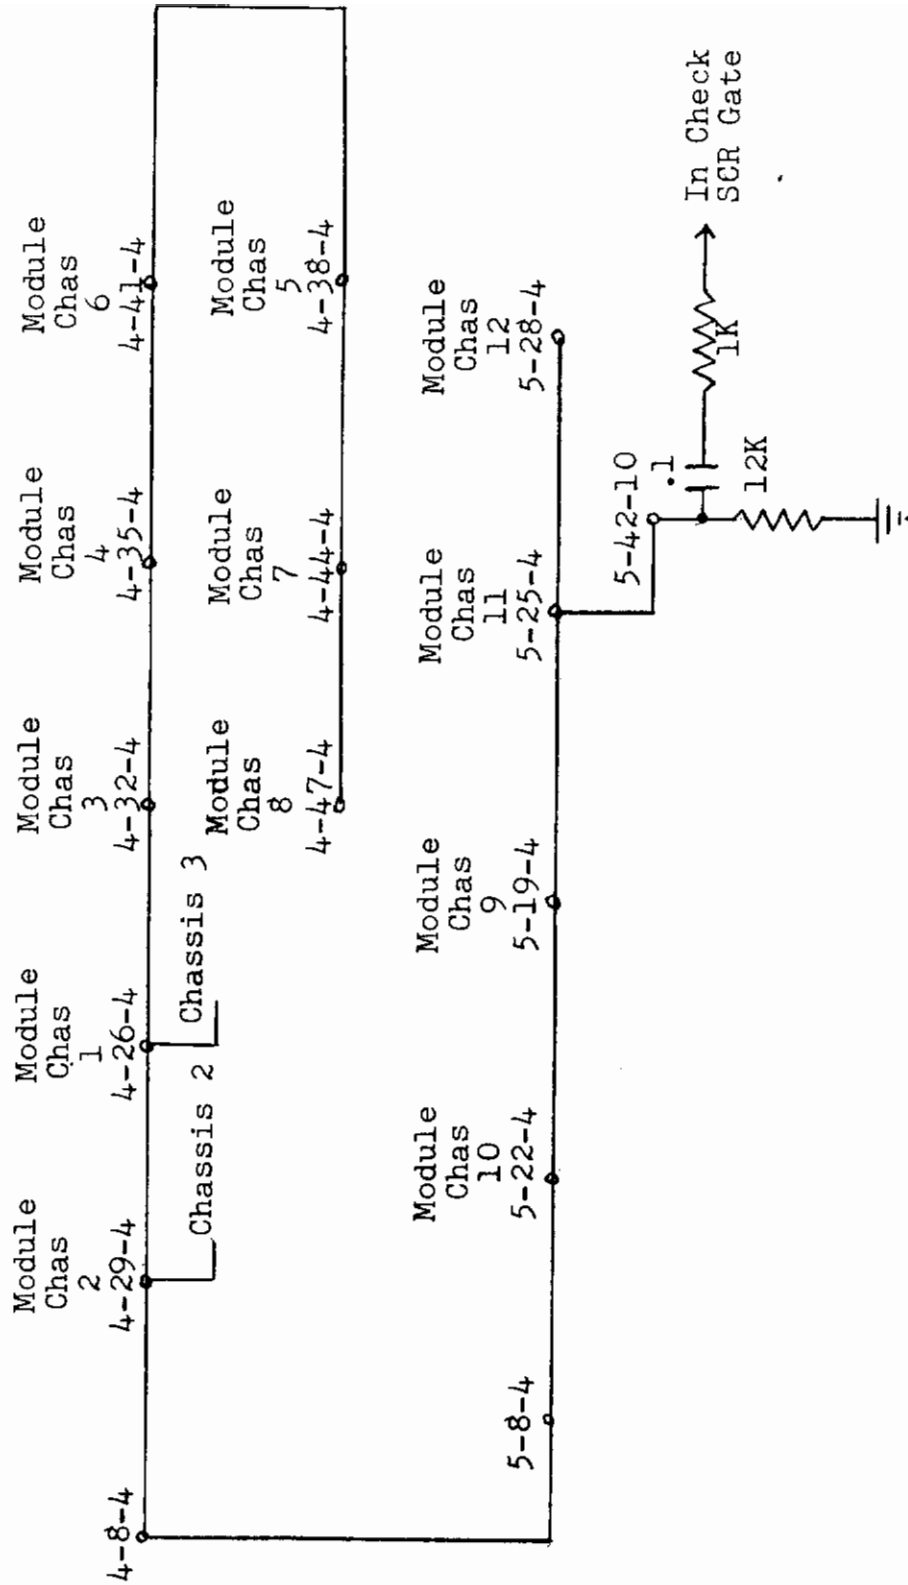 Module
Chas
6
4-41-4
Module
Chas
4
4-35-4
Module
Chas
3
4-32-4
Module
Chas
1
4-26-4
Module
Chas
2
4-29-4
4-8-4
Chassis 3
Chassis 2
Module
Chas
5
4-38-4
Module
Chas
7
4-44-4
Module
Chas
8
4-47-4
Module
Chas
12
5-28-4
Module
Chas
11
5-25-4
Module
Chas
9
5-19-4
Module
Chas
10
5-22-4
5-8-4
5-42-10
.1
1K
12K
In Check
SCR Gate